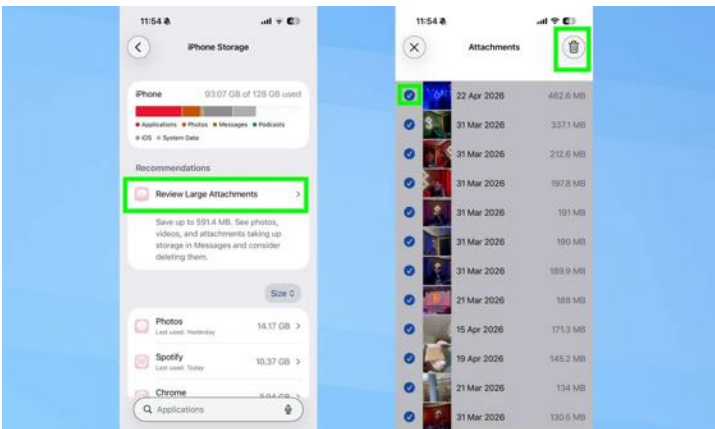 11:54
iPhone Storage
iPhone
93.07 GB of 128 GB used
Applications
Photos
Messages
Podcasts
iOS
System Data
Recommendations
Review Large Attachments
Save up to 591.4 MB. See photos,
videos, and attachments taking up
storage in Messages and consider
deleting them.
Size
Photos
14.17 GB
Last used: Yesterday
Spotify
10.37 GB
Last used: Today
Chrome
Applications
11:54
Attachments
22 Apr 2026
462.6 MB
31 Mar 2026
337.1 MB
31 Mar 2026
212.6 MB
31 Mar 2026
197.8 MB
31 Mar 2026
191 MB
31 Mar 2026
190 MB
31 Mar 2026
189.9 MB
21 Mar 2026
188 MB
15 Apr 2026
171.3 MB
19 Apr 2026
145.2 MB
21 Mar 2026
134 MB
31 Mar 2026
130.5 MB